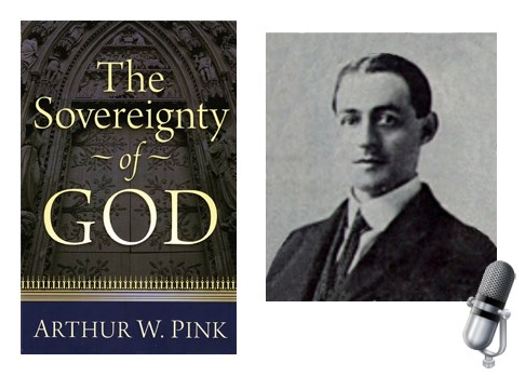 The
Sovereignty
~ of ~
GOD
ARTHUR W. PINK